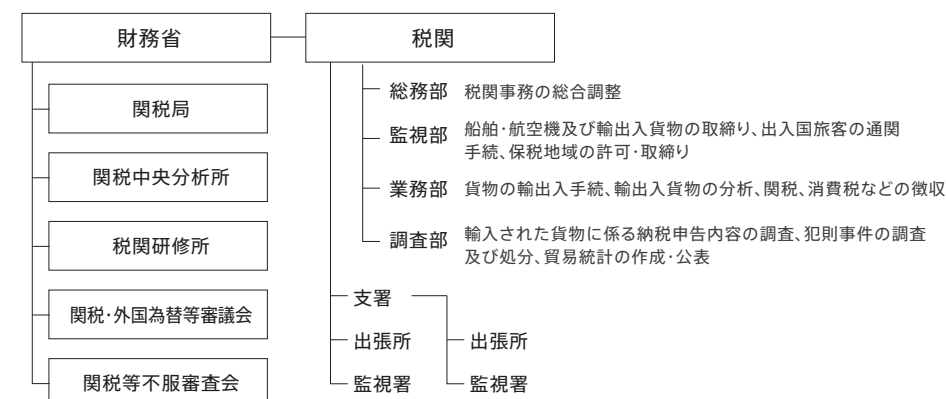 財務省
税関
関税局
関税中央分析所
税関研修所
関税・外国為替等審議会
関税等不服審査会
総務部 税関事務の総合調整
監視部 船舶・航空機及び輸出入貨物の取締り、出入国旅客の通関
手続、保税地域の許可・取締り
業務部 貨物の輸出入手続、輸出入貨物の分析、関税、消費税などの徴収
調査部 輸入された貨物に係る納税申告内容の調査、犯則事件の調査
及び処分、貿易統計の作成・公表
支署
出張所 出張所
監視署 監視署